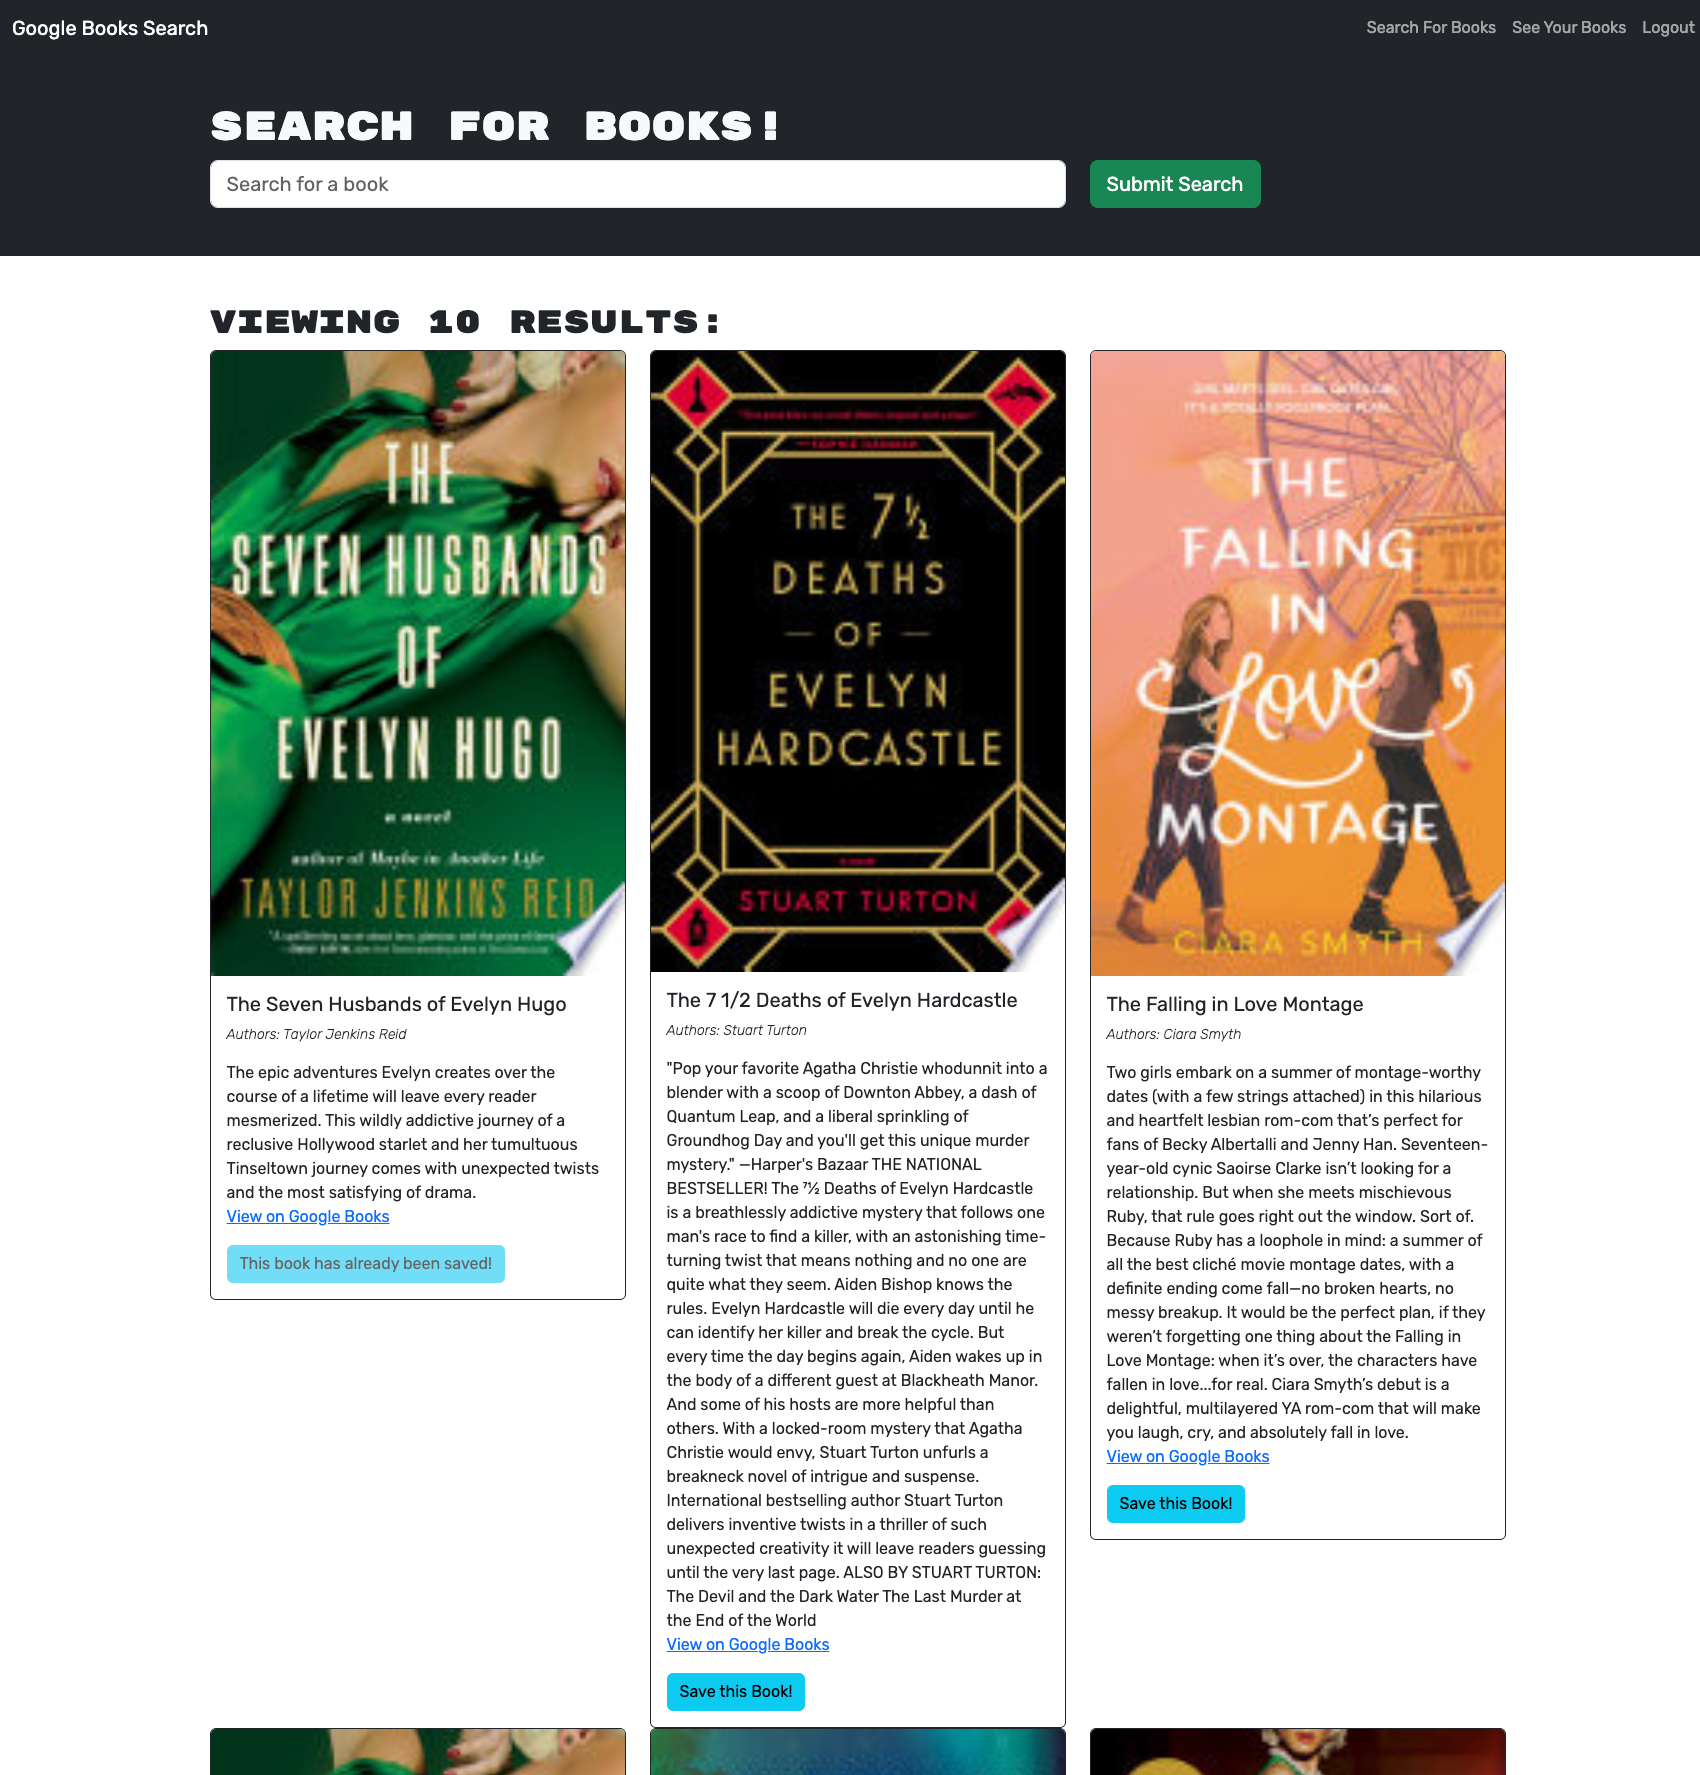 Google Books Search
Search For Books
See Your Books
Logout
SEARCH FOR BOOKS!
Search for a book
Submit Search
VIEWING 10 RESULTS:
THE
SEVEN HUSBANDS
OF
EVELYN HUGO
a novel
author of Maybe in Another Life
TAYLOR JENKINS REID
The Seven Husbands of Evelyn Hugo
Authors: Taylor Jenkins Reid
The epic adventures Evelyn creates over the
course of a lifetime will leave every reader
mesmerized. This wildly addictive journey of a
reclusive Hollywood starlet and her tumultuous
Tinseltown journey comes with unexpected twists
and the most satisfying of drama.
View on Google Books
This book has already been saved!
THE 7 ½
DEATHS
OF
EVELYN
HARDCASTLE
STUART TURTON
The 7 1/2 Deaths of Evelyn Hardcastle
Authors: Stuart Turton
"Pop your favorite Agatha Christie whodunnit into a
blender with a scoop of Downton Abbey, a dash of
Quantum Leap, and a liberal sprinkling of
Groundhog Day and you'll get this unique murder
mystery." —Harper's Bazaar THE NATIONAL
BESTSELLER! The 7½ Deaths of Evelyn Hardcastle
is a breathlessly addictive mystery that follows one
man's race to find a killer, with an astonishing time-
turning twist that means nothing and no one are
quite what they seem. Aiden Bishop knows the
rules. Evelyn Hardcastle will die every day until he
can identify her killer and break the cycle. But
every time the day begins again, Aiden wakes up in
the body of a different guest at Blackheath Manor.
And some of his hosts are more helpful than
others. With a locked-room mystery that Agatha
Christie would envy, Stuart Turton unfurls a
breakneck novel of intrigue and suspense.
International bestselling author Stuart Turton
delivers inventive twists in a thriller of such
unexpected creativity it will leave readers guessing
until the very last page. ALSO BY STUART TURTON:
The Devil and the Dark Water The Last Murder at
the End of the World
View on Google Books
Save this Book!
THE
FALLING
IN
Love
MONTAGE
TIC
CIARA SMYTH
The Falling in Love Montage
Authors: Ciara Smyth
Two girls embark on a summer of montage-worthy
dates (with a few strings attached) in this hilarious
and heartfelt lesbian rom-com that’s perfect for
fans of Becky Albertalli and Jenny Han. Seventeen-
year-old cynic Saoirse Clarke isn’t looking for a
relationship. But when she meets mischievous
Ruby, that rule goes right out the window. Sort of.
Because Ruby has a loophole in mind: a summer of
all the best cliché movie montage dates, with a
definite ending come fall—no broken hearts, no
messy breakup. It would be the perfect plan, if they
weren’t forgetting one thing about the Falling in
Love Montage: when it’s over, the characters have
fallen in love...for real. Ciara Smyth’s debut is a
delightful, multilayered YA rom-com that will make
you laugh, cry, and absolutely fall in love.
View on Google Books
Save this Book!